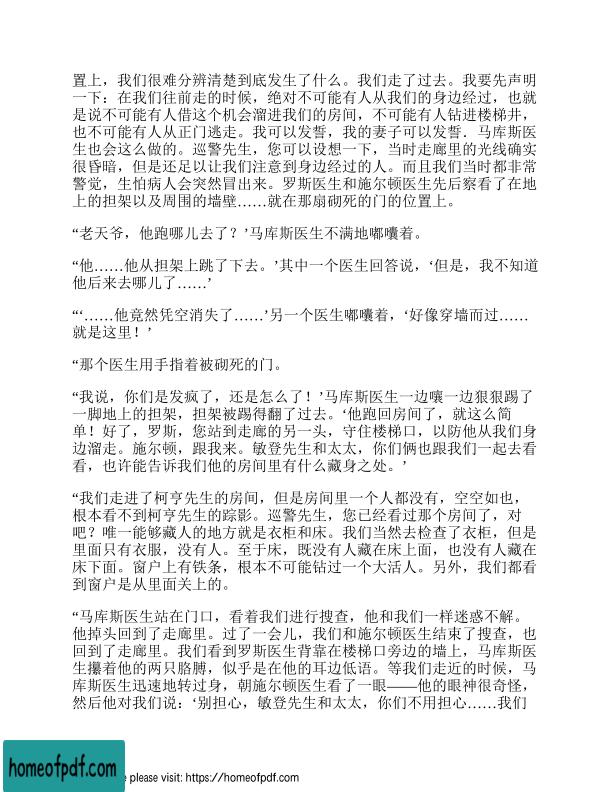 置上，我们很难分辨清楚到底发生了什么。我们走了过去。我要先声明
一下：在我们往前走的时候，绝对不可能有人从我们的身边经过，也就
是说不可能有人借这个机会溜进我们的房间，不可能有人钻进楼梯井，
也不可能有人从正门逃走。我可以发誓，我的妻子可以发誓．马库斯医
生也会这么做的。巡警先生，您可以设想一下，当时走廊里的光线确实
很昏暗，但是还足以让我们注意到身边经过的人。而且我们当时都非常
警觉，生怕病人会突然冒出来。罗斯医生和施尔顿医生先后察看了在地
上的担架以及周围的墙壁……就在那扇砌死的门的位置上。
“老天爷，他跑哪儿去了？’马库斯医生不满地嘟囔着。
“他……他从担架上跳了下去。’其中一个医生回答说，‘但是，我不知道
他后来去哪儿了……’
“‘……他竟然凭空消失了……’另一个医生嘟囔着，‘好像穿墙而过……
就是这里！’
“那个医生用手指着被砌死的门。
“我说，你们是发疯了，还是怎么了！’马库斯医生一边嚷一边狠狠踢了
一脚地上的担架，担架被踢得翻了过去。‘他跑回房间了，就这么简
单！好了，罗斯，您站到走廊的另一头，守住楼梯口，以防他从我们身
边溜走。施尔顿，跟我来。敏登先生和太太，你们俩也跟我们一起去看
看，也许能告诉我们他的房间里有什么藏身之处。’
“我们走进了柯亨先生的房间，但是房间里一个人都没有，空空如也，
根本看不到柯亨先生的踪影。巡警先生，您已经看过那个房间了，对
吧？唯一能够藏人的地方就是衣柜和床。我们当然去检查了衣柜，但是
里面只有衣服，没有人。至于床，既没有人藏在床上面，也没有人藏在
床下面。窗户上有铁条，根本不可能钻过一个大活人。另外，我们都看
到窗户是从里面关上的。
“马库斯医生站在门口，看着我们进行搜查，他和我们一样迷惑不解。
他掉头回到了走廊里。过了一会儿，我们和施尔顿医生结束了搜查，也
回到了走廊里。我们看到罗斯医生背靠在楼梯口旁边的墙上，马库斯医
生攥着他的两只胳膊，似乎是在他的耳边低语。等我们走近的时候，马
库斯医生迅速地转过身，朝施尔顿医生看了一眼——他的眼神很奇怪，
然后他对我们说：‘别担心，敏登先生和太太，你们不用担心……我们
homeofpdf.com
e please visit: https://homeofpdf.com